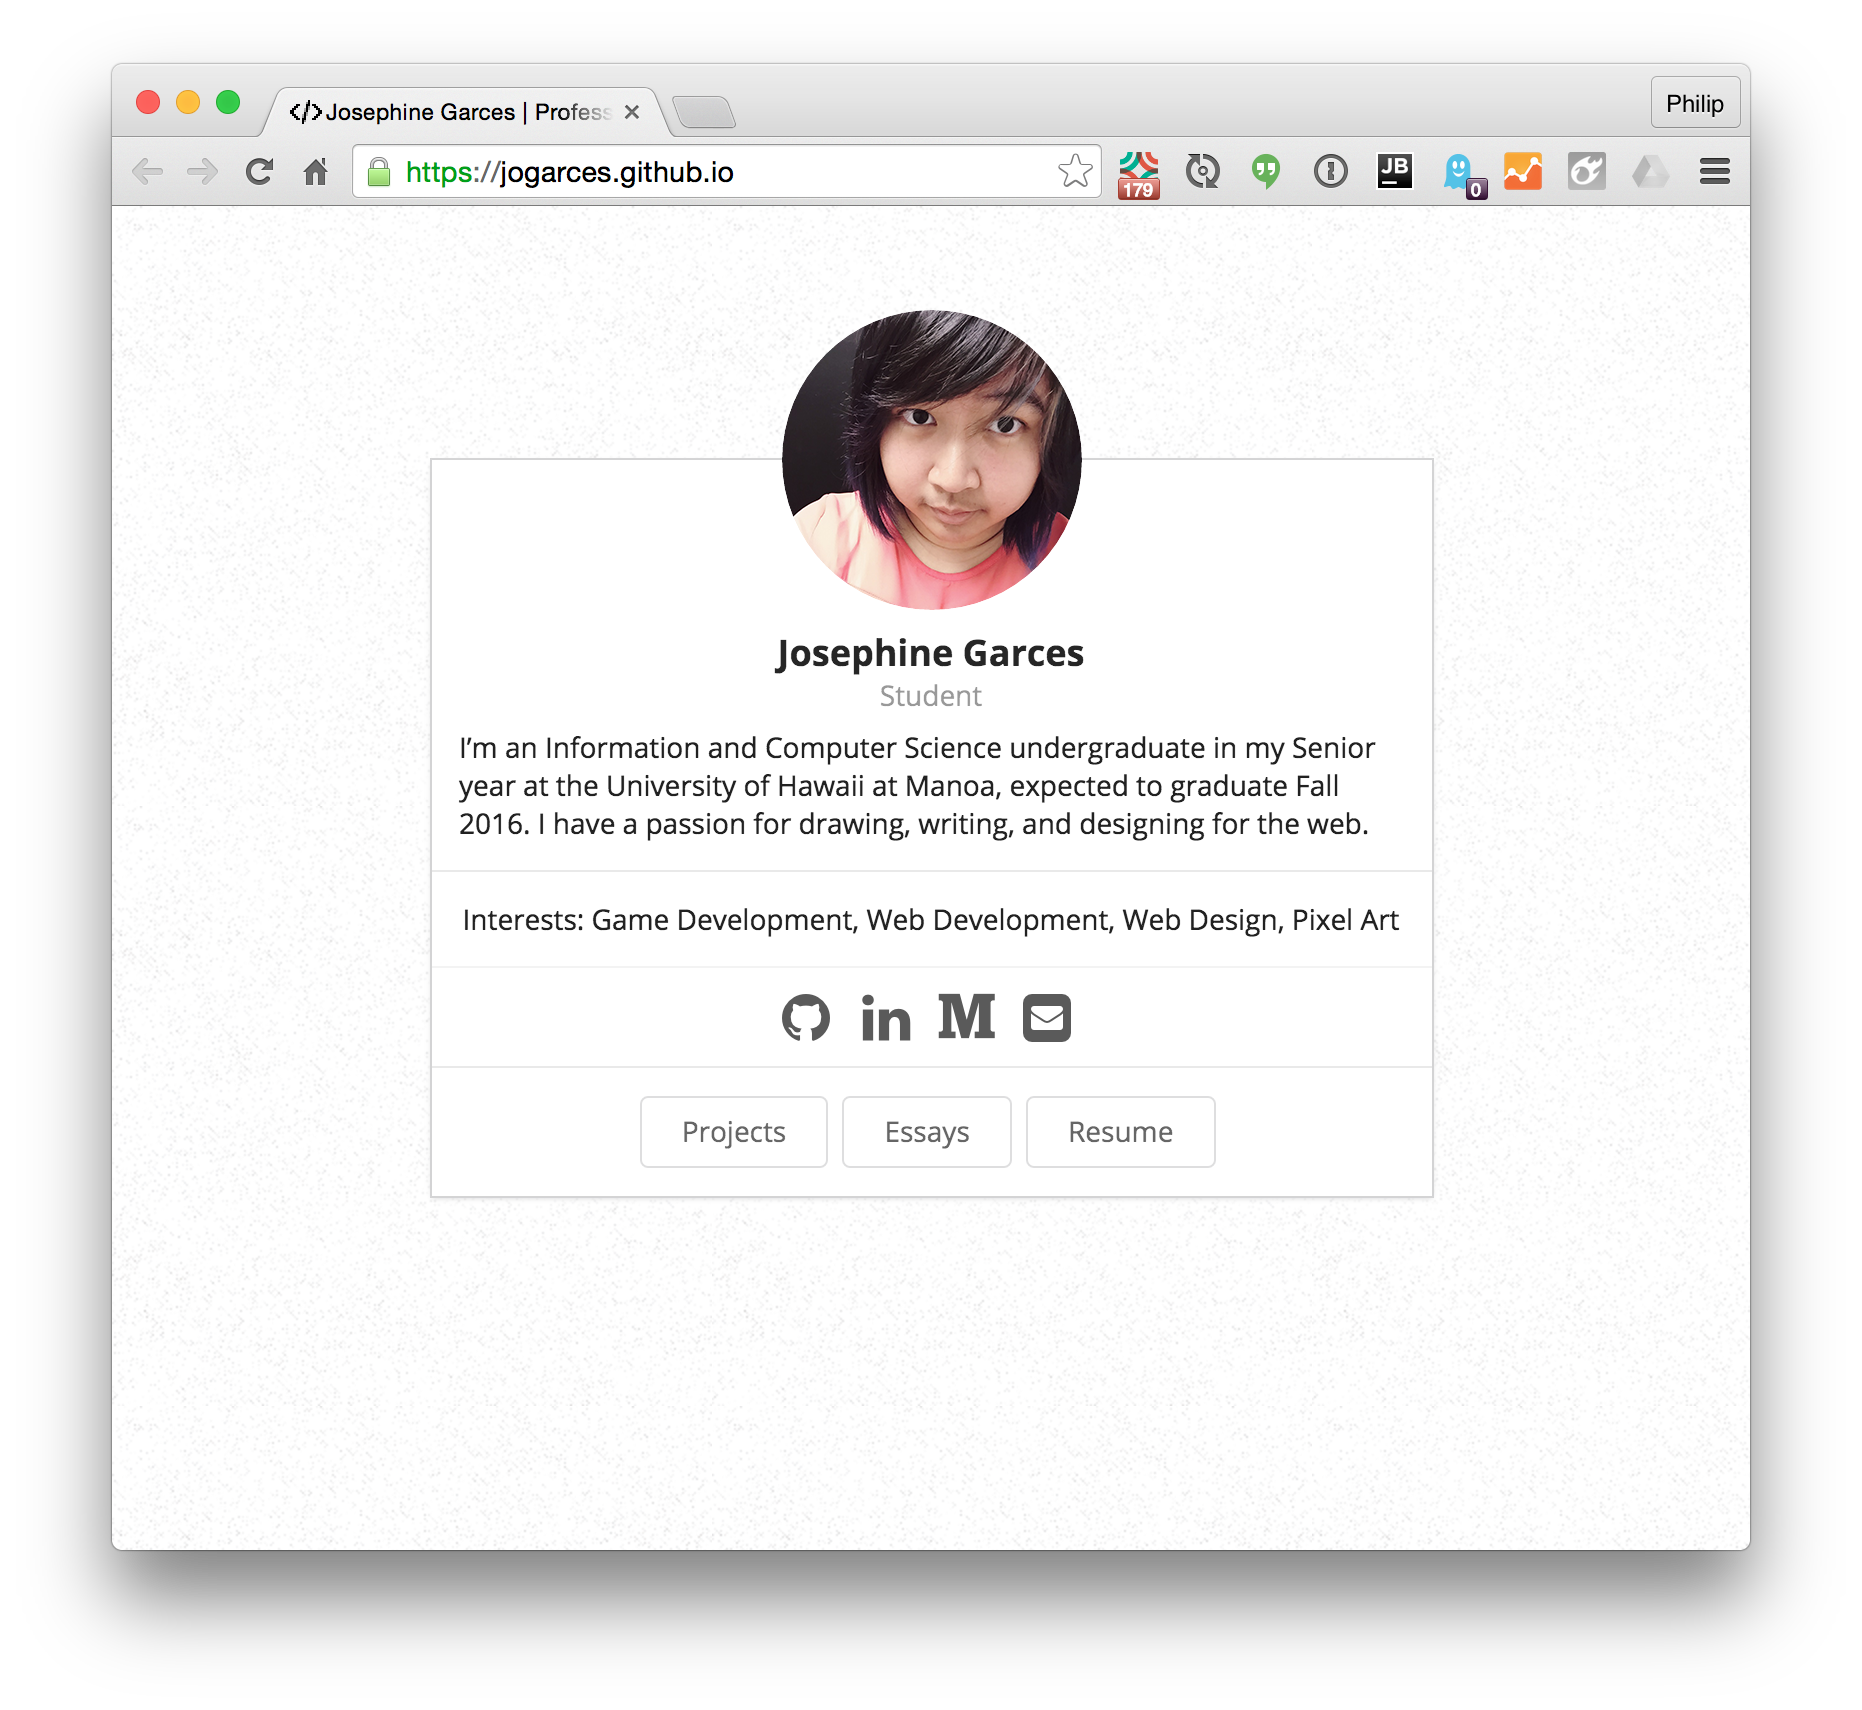 </>Josephine Garces | Profess
Philip
https://jogarces.github.io
179
JB
0
Josephine Garces
Student
I’m an Information and Computer Science undergraduate in my Senior
year at the University of Hawaii at Manoa, expected to graduate Fall
2016. I have a passion for drawing, writing, and designing for the web.
Interests: Game Development, Web Development, Web Design, Pixel Art
in M
Projects Essays Resume